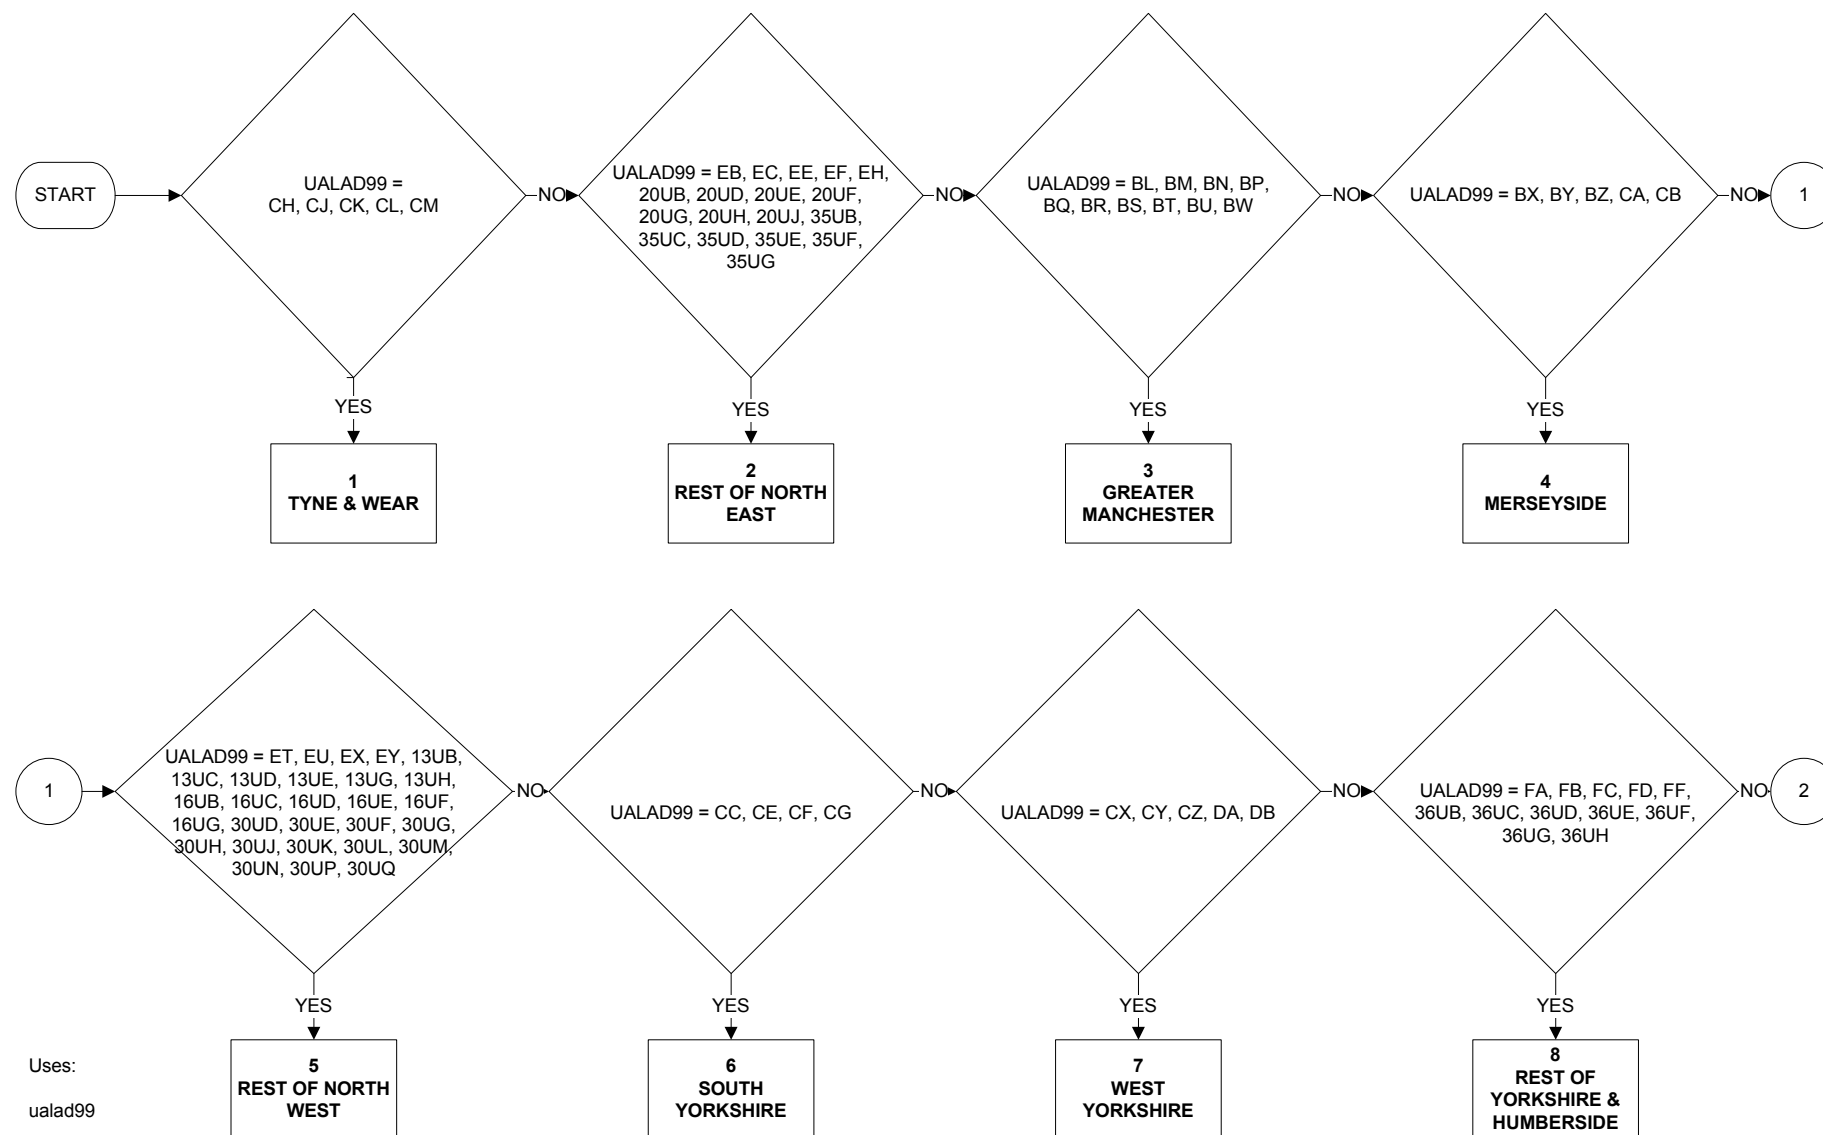 START
UALAD99 =
CH, CJ, CK, CL, CM
NO
UALAD99 = EB, EC, EE, EF, EH,
20UB, 20UD, 20UE, 20UF,
20UG, 20UH, 20UJ, 35UB,
35UC, 35UD, 35UE, 35UF,
35UG
NO
UALAD99 = BL, BM, BN, BP,
BQ, BR, BS, BT, BU, BW
NO
UALAD99 = BX, BY, BZ, CA, CB
NO
1
YES
YES
YES
YES
1
TYNE & WEAR
2
REST OF NORTH
EAST
3
GREATER
MANCHESTER
4
MERSEYSIDE
1
UALAD99 = ET, EU, EX, EY, 13UB,
13UC, 13UD, 13UE, 13UG, 13UH,
16UB, 16UC, 16UD, 16UE, 16UF,
16UG, 30UD, 30UE, 30UF, 30UG,
30UH, 30UJ, 30UK, 30UL, 30UM,
30UN, 30UP, 30UQ
NO
UALAD99 = CC, CE, CF, CG
NO
UALAD99 = CX, CY, CZ, DA, DB
NO
UALAD99 = FA, FB, FC, FD, FF,
36UB, 36UC, 36UD, 36UE, 36UF,
36UG, 36UH
NO
2
YES
YES
YES
YES
5
REST OF NORTH
WEST
6
SOUTH
YORKSHIRE
7
WEST
YORKSHIRE
8
REST OF
YORKSHIRE &
HUMBERSIDE
Uses:
ualad99